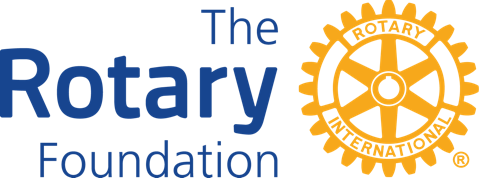 The
Rotary
Foundation
ROTARY
INTERNATIONAL
®